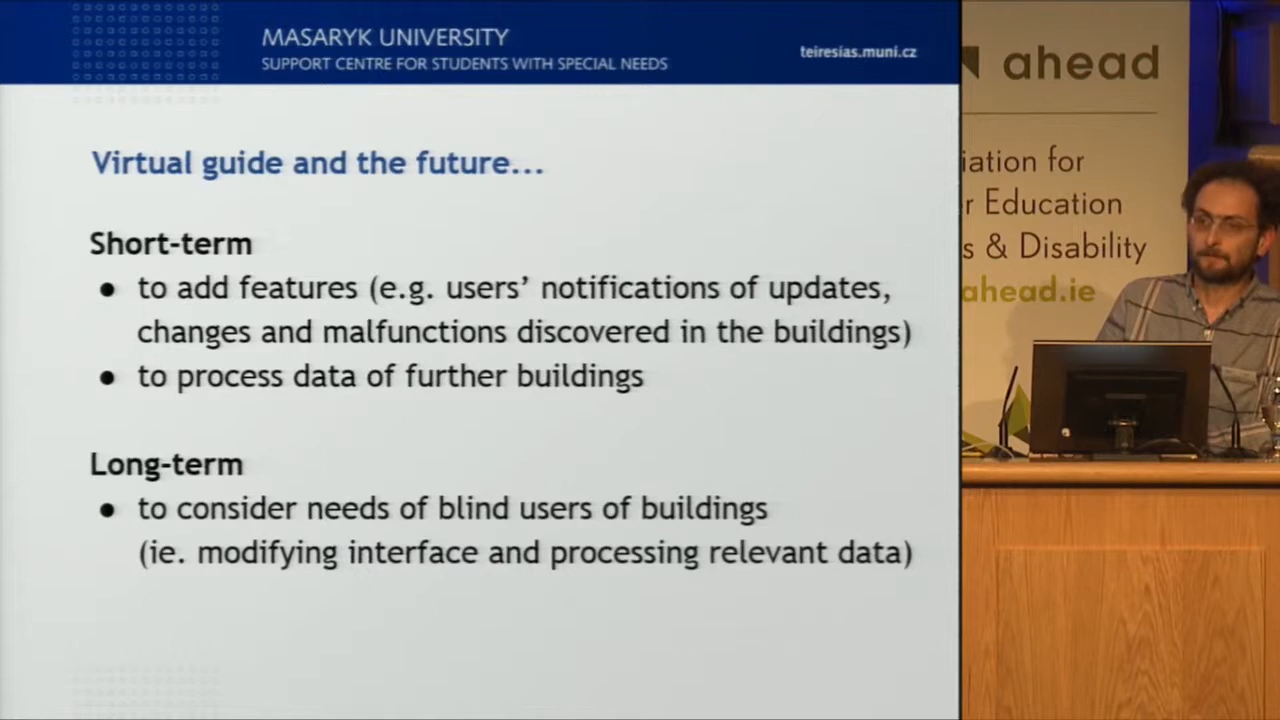 MASARYK UNIVERSITY
SUPPORT CENTRE FOR STUDENTS WITH SPECIAL NEEDS
teiresias.muni.cz
Virtual guide and the future...
Short-term
● to add features (e.g. users’ notifications of updates,
changes and malfunctions discovered in the buildings)
● to process data of further buildings
Long-term
● to consider needs of blind users of buildings
(ie. modifying interface and processing relevant data)
ahead
iation for
r Education
s & Disability
ahead.ie